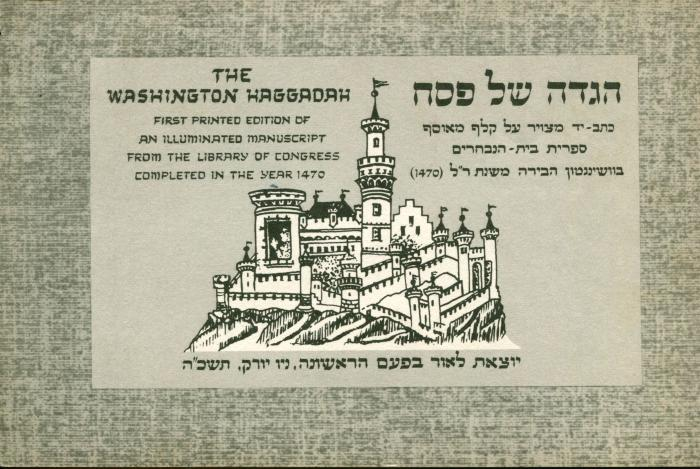 THE
WASHINGTON HAGGADAH
FIRST PRINTED EDITION OF
AN ILLUMINATED MANUSCRIPT
FROM THE LIBRARY OF CONGRESS
COMPLETED IN THE YEAR 1470
הגדה של פסח
כתב-יד מצויר על קלף מאוסף
ספרית בית-הנבחרים
בוושינגטון הבירה משנת ר"ל (1470)
יוצאת לאור בפעם הראשונה, ניו יורק, תשכ"ה